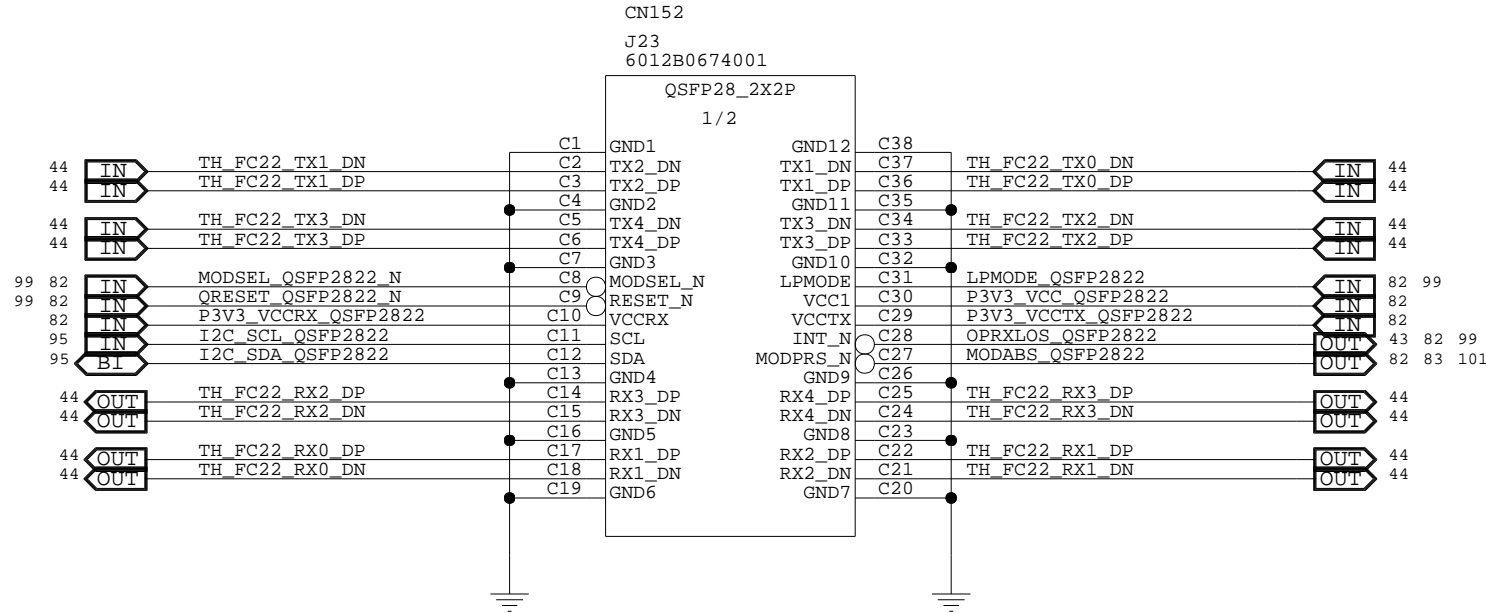 CN152
J23
6012B0674001
QSFP28_2X2P
1/2
C1 GND1 GND12 C38
44 IN TH_FC22_TX1_DN C2 TX2_DN TX1_DN C37 TH_FC22_TX0_DN IN 44
44 IN TH_FC22_TX1_DP C3 TX2_DP TX1_DP C36 TH_FC22_TX0_DP IN 44
C4 GND2 GND11 C35
44 IN TH_FC22_TX3_DN C5 TX4_DN TX3_DN C34 TH_FC22_TX2_DN IN 44
44 IN TH_FC22_TX3_DP C6 TX4_DP TX3_DP C33 TH_FC22_TX2_DP IN 44
C7 GND3 GND10 C32
99 82 IN MODSEL_QSFP2822_N C8 MODSEL_N LPMODE C31 LPMODE_QSFP2822 IN 82 99
99 82 IN QRESET_QSFP2822_N C9 RESET_N VCC1 C30 P3V3_VCC_QSFP2822 IN 82
82 IN P3V3_VCCRX_QSFP2822 C10 VCCRX VCCTX C29 P3V3_VCCTX_QSFP2822 IN 82
95 IN I2C_SCL_QSFP2822 C11 SCL INT_N C28 OPRXLOS_QSFP2822 OUT 43 82 99
95 BI I2C_SDA_QSFP2822 C12 SDA MODPRS_N C27 MODABS_QSFP2822 OUT 82 83 101
C13 GND4 GND9 C26
44 OUT TH_FC22_RX2_DP C14 RX3_DP RX4_DP C25 TH_FC22_RX3_DP OUT 44
44 OUT TH_FC22_RX2_DN C15 RX3_DN RX4_DN C24 TH_FC22_RX3_DN OUT 44
C16 GND5 GND8 C23
44 OUT TH_FC22_RX0_DP C17 RX1_DP RX2_DP C22 TH_FC22_RX1_DP OUT 44
44 OUT TH_FC22_RX0_DN C18 RX1_DN RX2_DN C21 TH_FC22_RX1_DN OUT 44
C19 GND6 GND7 C20